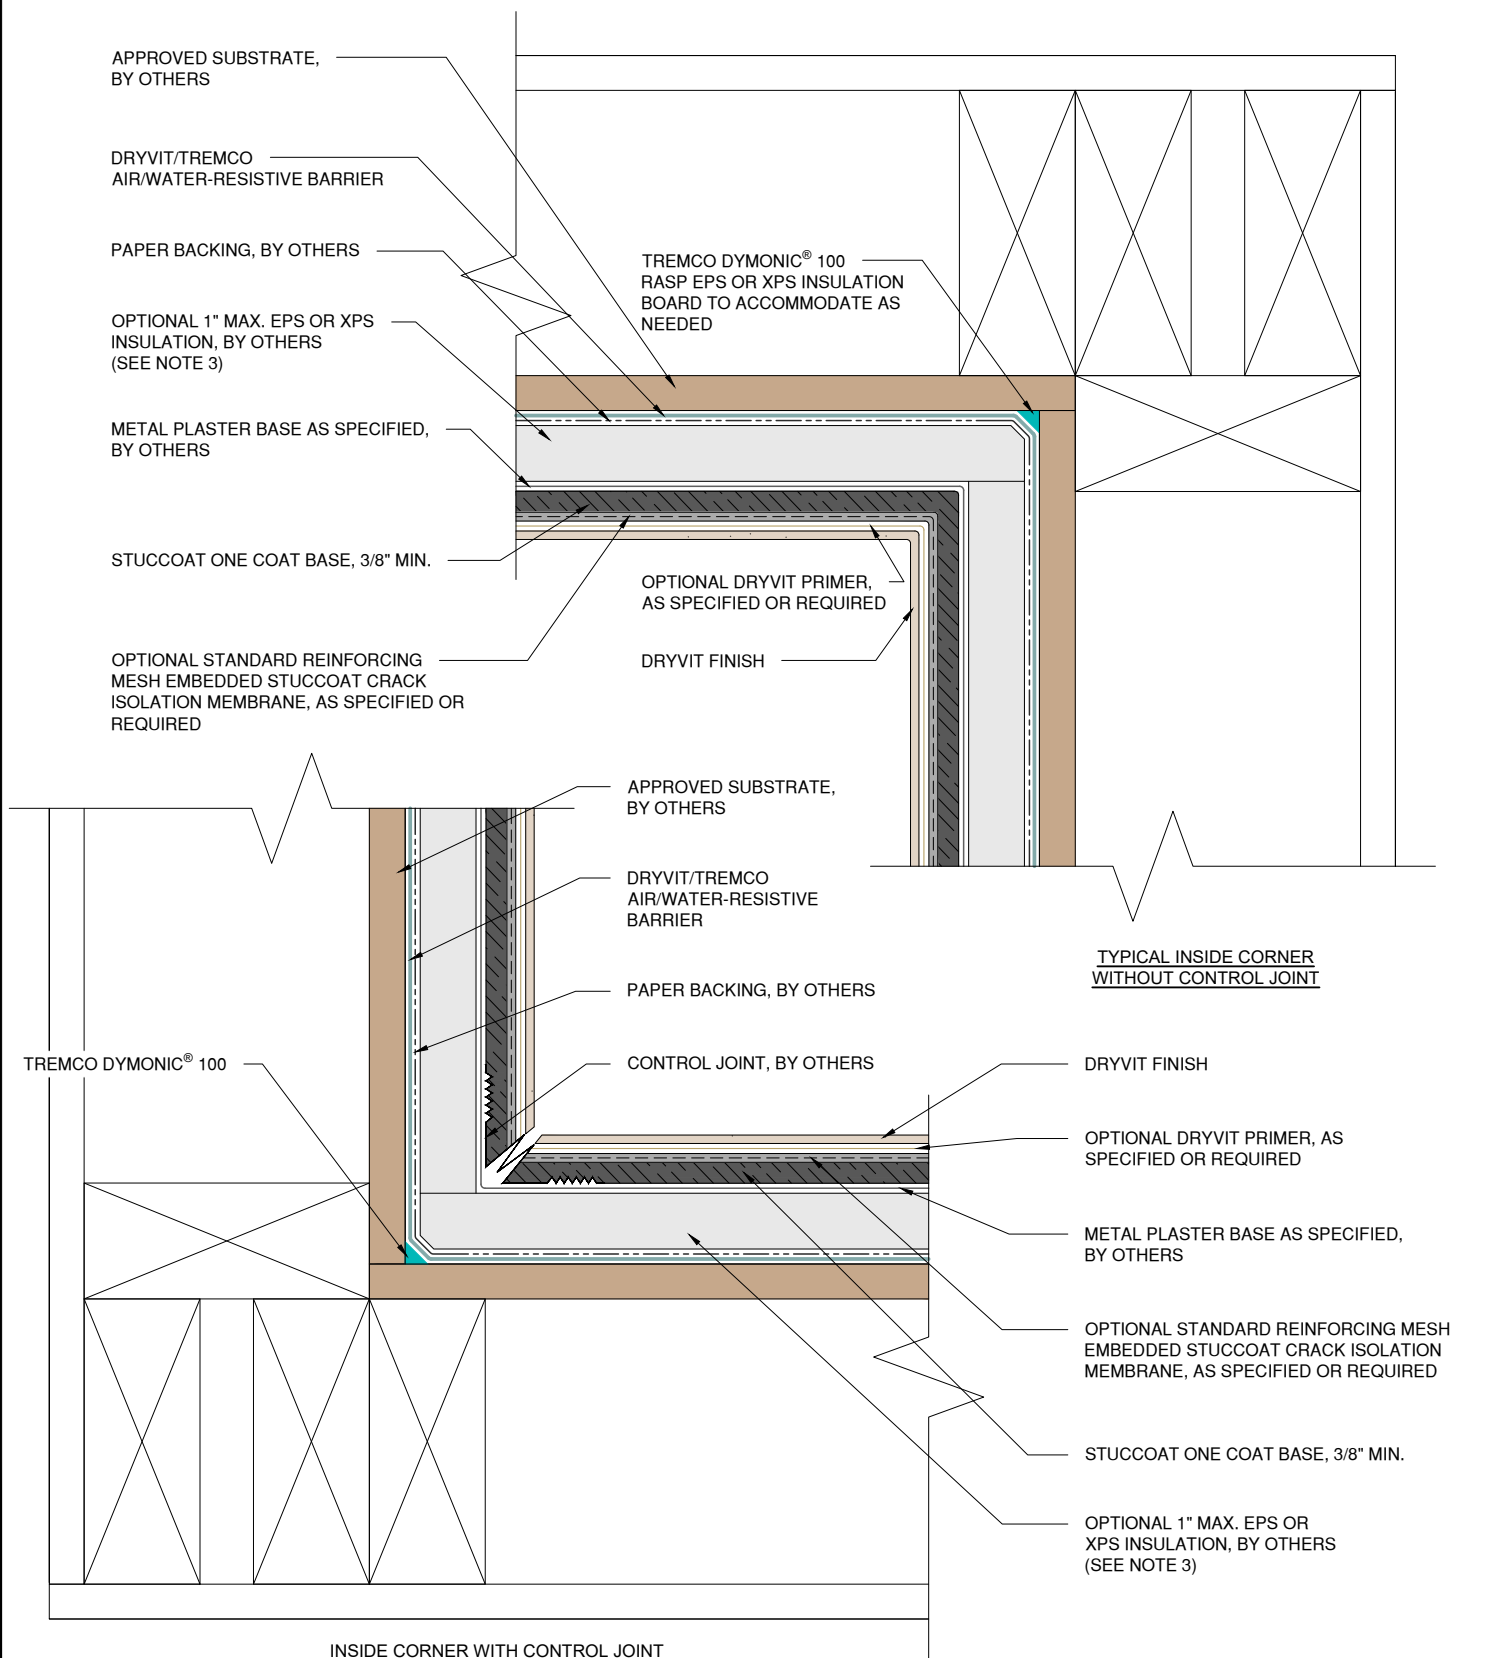 APPROVED SUBSTRATE,
BY OTHERS
DRYVIT/TREMCO
AIR/WATER-RESISTIVE BARRIER
PAPER BACKING, BY OTHERS
OPTIONAL 1" MAX. EPS OR XPS
INSULATION, BY OTHERS
(SEE NOTE 3)
METAL PLASTER BASE AS SPECIFIED,
BY OTHERS
STUCCOAT ONE COAT BASE, 3/8" MIN.
OPTIONAL STANDARD REINFORCING
MESH EMBEDDED STUCCOAT CRACK
ISOLATION MEMBRANE, AS SPECIFIED OR
REQUIRED
TREMCO DYMONIC® 100
RASP EPS OR XPS INSULATION
BOARD TO ACCOMMODATE AS
NEEDED
OPTIONAL DRYVIT PRIMER,
AS SPECIFIED OR REQUIRED
DRYVIT FINISH
TYPICAL INSIDE CORNER
WITHOUT CONTROL JOINT
APPROVED SUBSTRATE,
BY OTHERS
DRYVIT/TREMCO
AIR/WATER-RESISTIVE
BARRIER
PAPER BACKING, BY OTHERS
CONTROL JOINT, BY OTHERS
TREMCO DYMONIC® 100
DRYVIT FINISH
OPTIONAL DRYVIT PRIMER, AS
SPECIFIED OR REQUIRED
METAL PLASTER BASE AS SPECIFIED,
BY OTHERS
OPTIONAL STANDARD REINFORCING MESH
EMBEDDED STUCCOAT CRACK ISOLATION
MEMBRANE, AS SPECIFIED OR REQUIRED
STUCCOAT ONE COAT BASE, 3/8" MIN.
OPTIONAL 1" MAX. EPS OR
XPS INSULATION, BY OTHERS
(SEE NOTE 3)
INSIDE CORNER WITH CONTROL JOINT